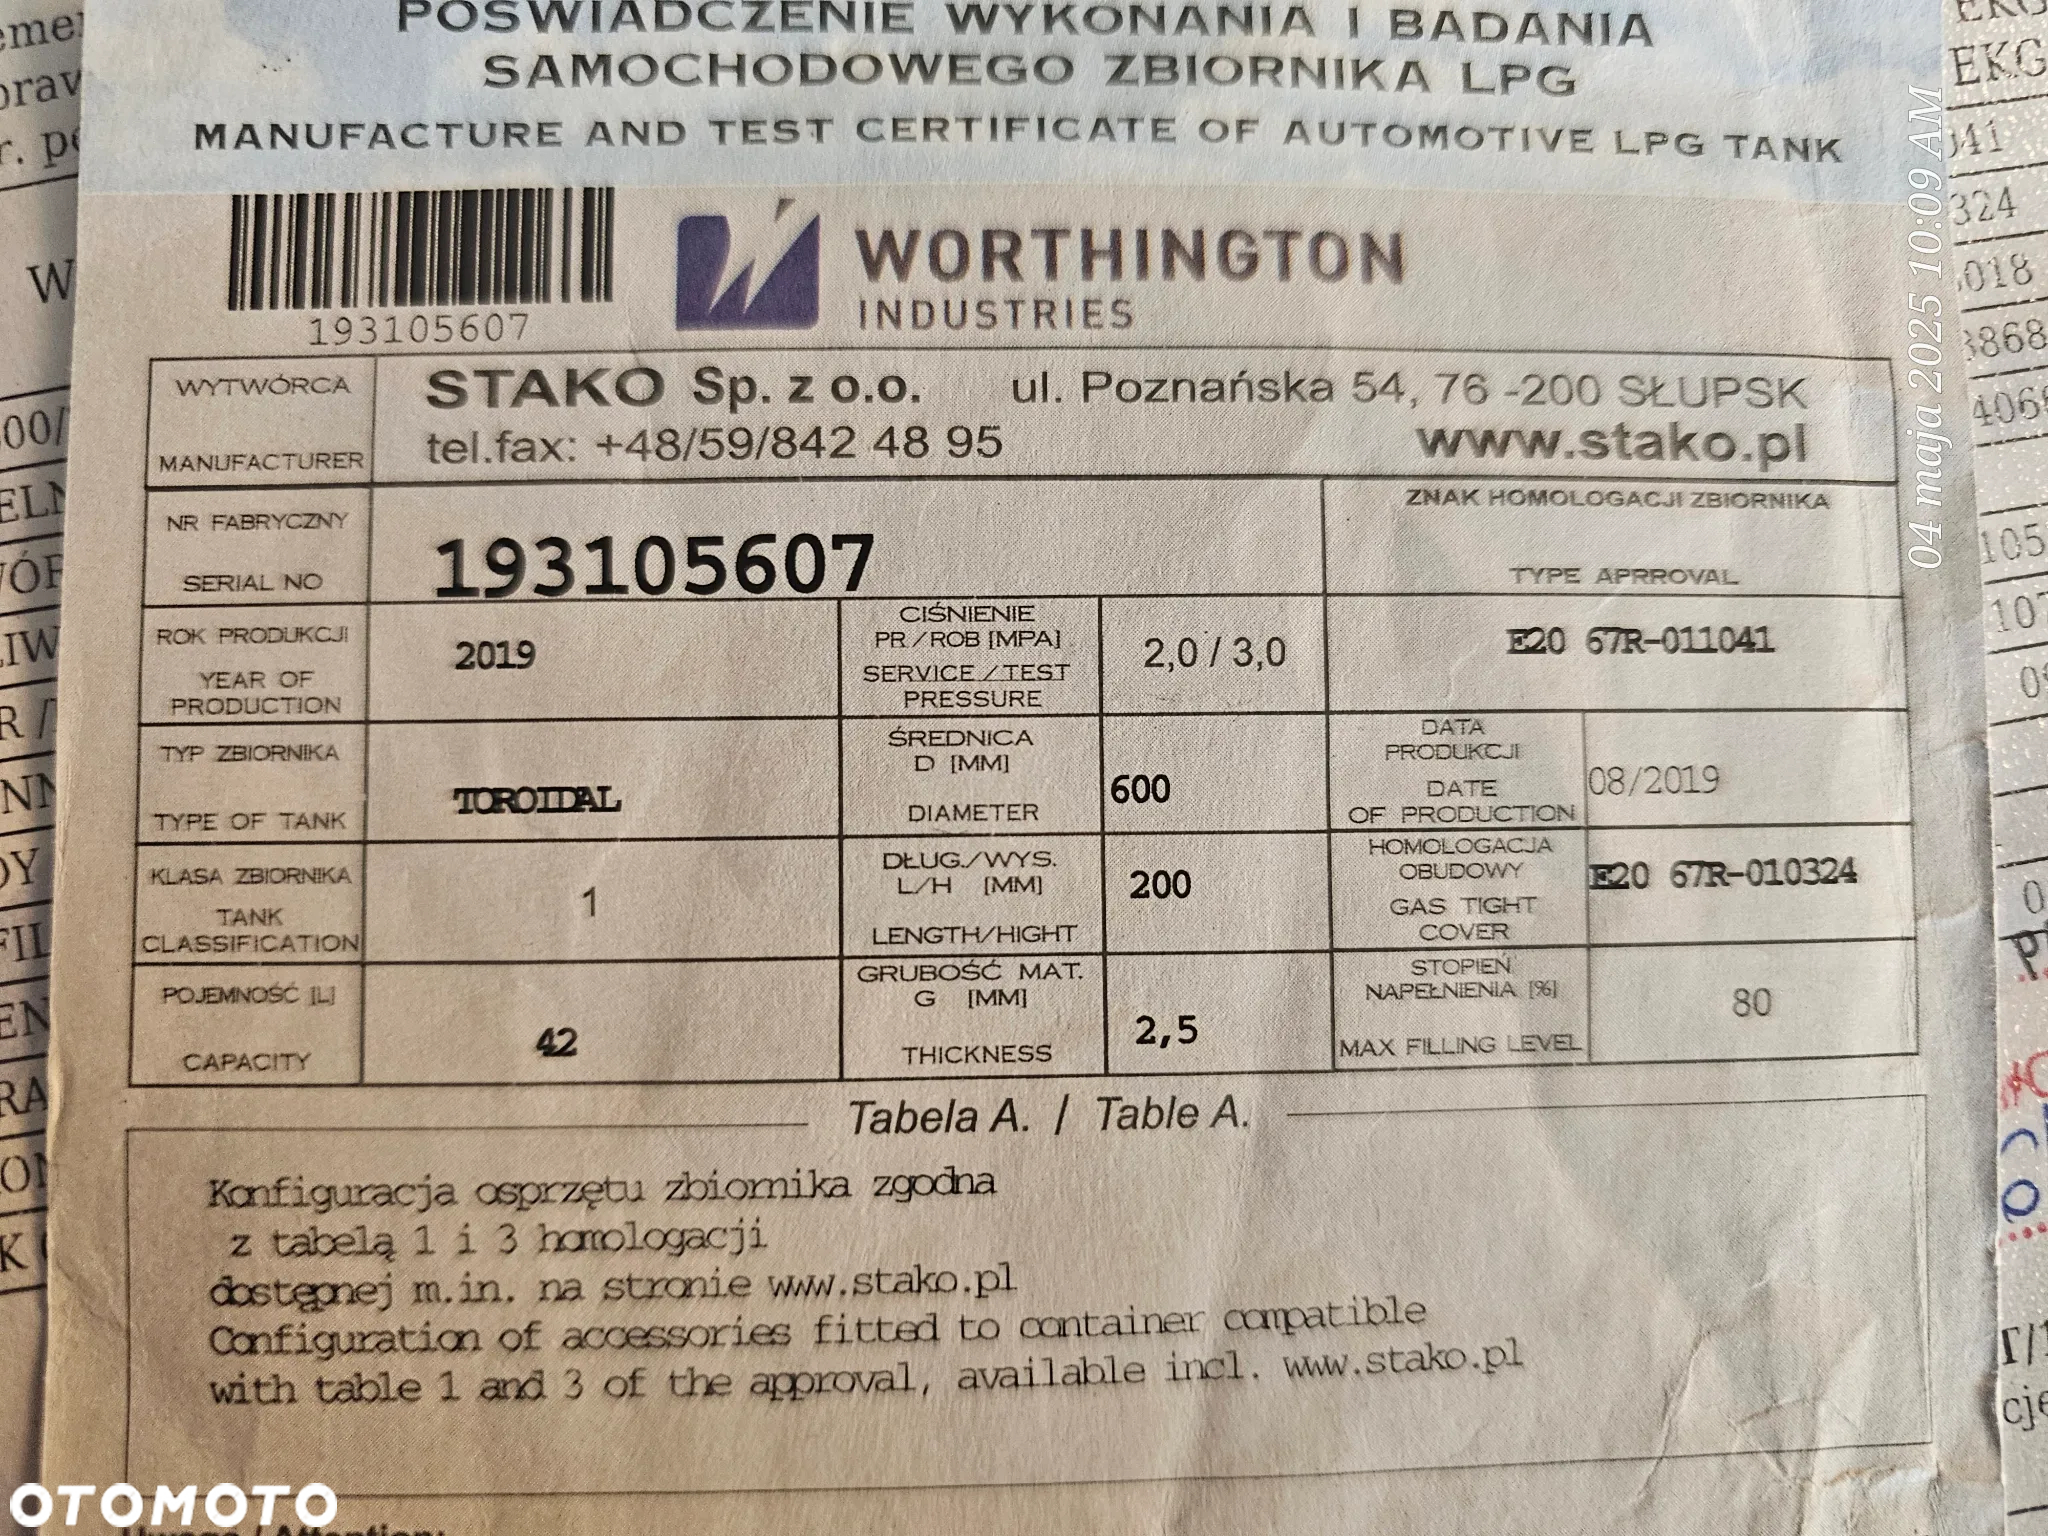 POŚWIADCZENIE WYKONANIA I BADANIA
SAMOCHODOWEGO ZBIORNIKA LPG
MANUFACTURE AND TEST CERTIFICATE OF AUTOMOTIVE LPG TANK
193105607
WORTHINGTON
INDUSTRIES
WYTWÓRCA
MANUFACTURER
STAKO Sp. z o.o. ul. Poznańska 54, 76 -200 SŁUPSK
tel.fax: +48/59/842 48 95 www.stako.pl
NR FABRYCZNY
SERIAL NO
193105607
ZNAK HOMOLOGACJI ZBIORNIKA
TYPE APRROVAL
E20 67R-011041
ROK PRODUKCJI
YEAR OF
PRODUCTION
2019
CIŚNIENIE
PR./ROB [MPA]
SERVICE/TEST
PRESSURE
2,0 / 3,0
TYP ZBIORNIKA
TYPE OF TANK
TOROIDAL
ŚREDNICA
D [MM]
DIAMETER
600
DATA
PRODUKCJI
DATE
OF PRODUCTION
08/2019
KLASA ZBIORNIKA
TANK
CLASSIFICATION
1
DŁUG./WYS.
L/H [MM]
LENGTH/HIGHT
200
HOMOLOGACJA
OBUDOWY
GAS TIGHT
COVER
E20 67R-010324
POJEMNOŚĆ [L]
CAPACITY
42
GRUBOŚĆ MAT.
G [MM]
THICKNESS
2,5
STOPIEŃ
NAPEŁNIENIA [%]
MAX FILLING LEVEL
80
Tabela A. / Table A.
Konfiguracja osprzętu zbiornika zgodna
z tabelą 1 i 3 homologacji
dostępnej m.in. na stronie www.stako.pl
Configuration of accessories fitted to container compatible
with table 1 and 3 of the approval, available incl. www.stako.pl
04 maja 2025 10:09 AM
OTOMOTO